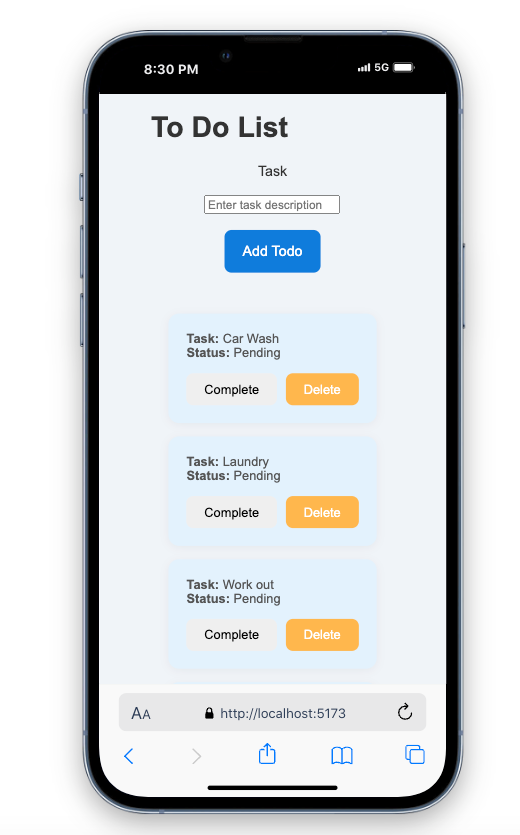 8:30 PM 5G
To Do List
Task
Enter task description
Add Todo
Task: Car Wash
Status: Pending
Complete Delete
Task: Laundry
Status: Pending
Complete Delete
Task: Work out
Status: Pending
Complete Delete
AA http://localhost:5173